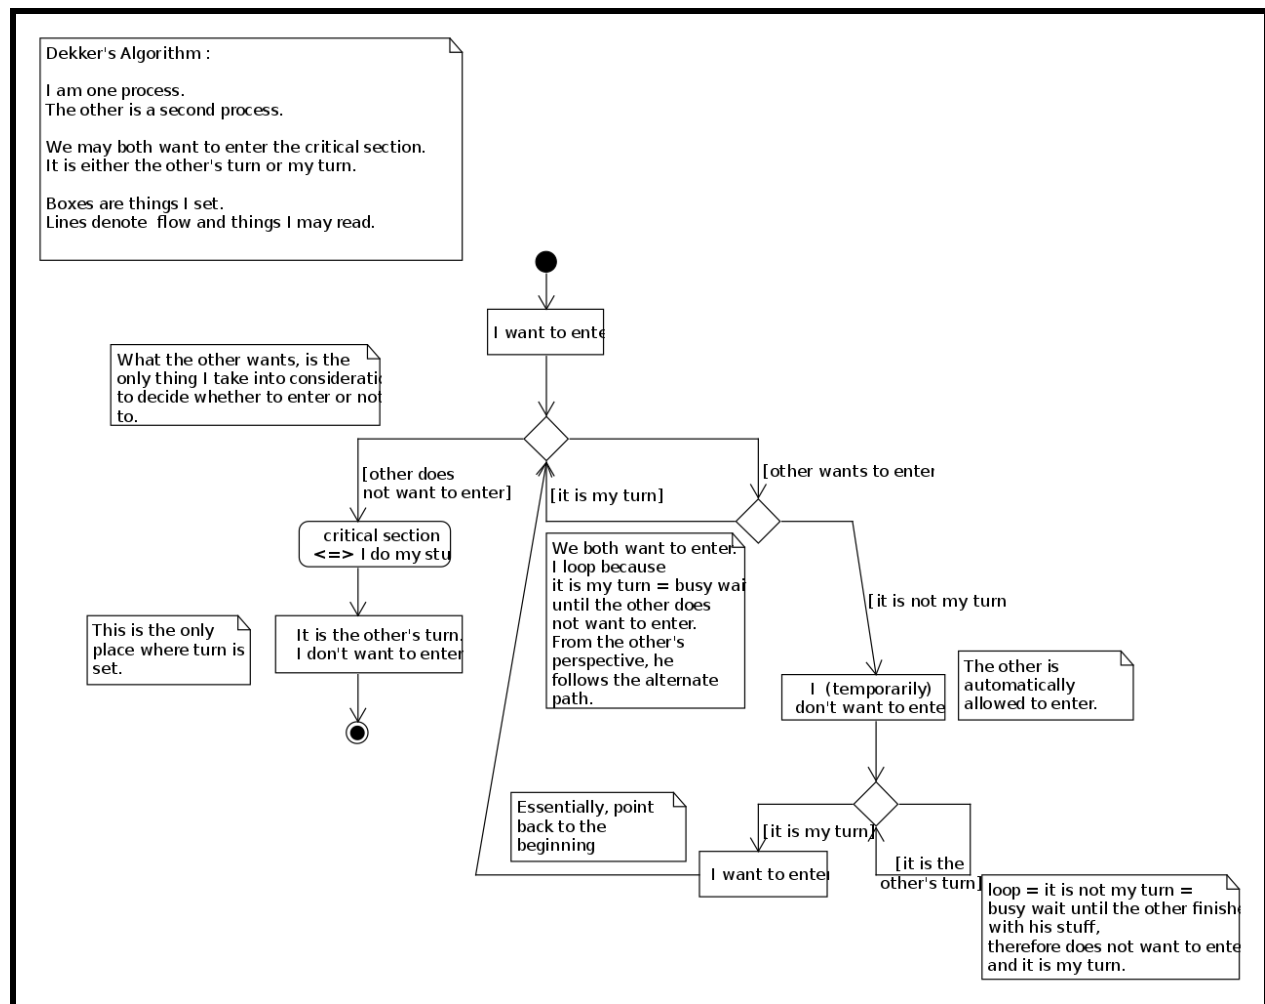 Dekker's Algorithm :
I am one process.
The other is a second process.
We may both want to enter the critical section.
It is either the other's turn or my turn.
Boxes are things I set.
Lines denote  flow and things I may read.
I want to ente
What the other wants, is the
only thing I take into consideratio
to decide whether to enter or not
to.
[other does
not want to enter]
[it is my turn]
[other wants to enter
critical section
<=> I do my stu
We both want to enter.
I loop because
it is my turn = busy wai
until the other does
not want to enter.
From the other's
perspective, he
follows the alternate
path.
[it is not my turn
This is the only
place where turn is
set.
It is the other's turn.
I don't want to enter
I  (temporarily)
don't want to ente
The other is
automatically
allowed to enter.
Essentially, point
back to the
beginning
[it is my turn]
I want to enter
[it is the
other's turn]
loop = it is not my turn =
busy wait until the other finishe
with his stuff,
therefore does not want to ente
and it is my turn.